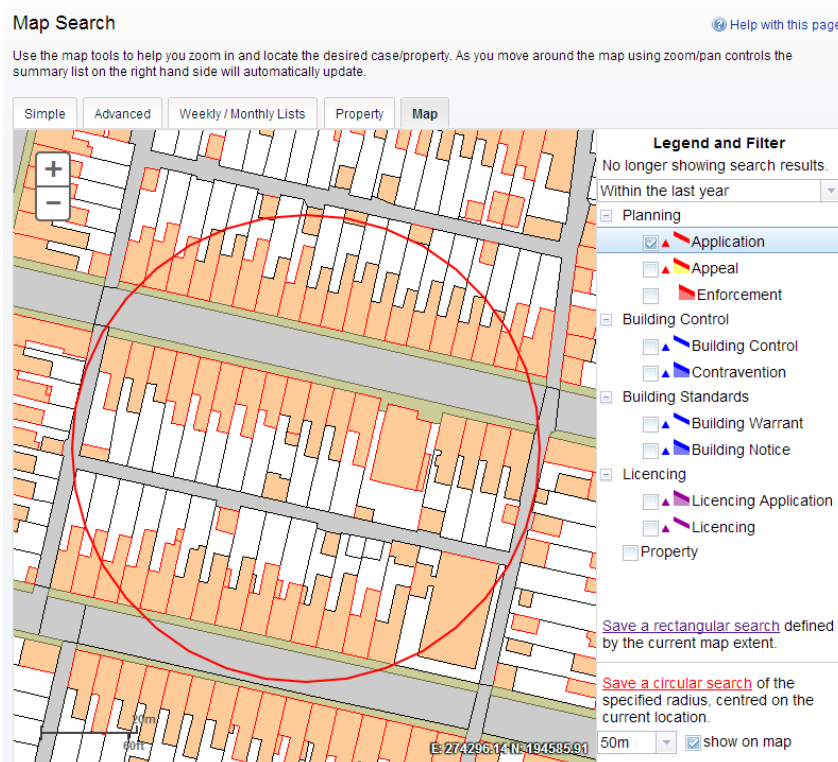 Map Search
Help with this page
Use the map tools to help you zoom in and locate the desired case/property. As you move around the map using zoom/pan controls the
summary list on the right hand side will automatically update.
Simple
Advanced
Weekly / Monthly Lists
Property
Map
+
−
Legend and Filter
No longer showing search results.
Within the last year
Planning
Application
Appeal
Enforcement
Building Control
Building Control
Contravention
Building Standards
Building Warrant
Building Notice
Licencing
Licencing Application
Licencing
Property
Save a rectangular search defined
by the current map extent.
Save a circular search of the
specified radius, centred on the
current location.
50m
show on map
20m
60ft
E: 274296.14 N: 194585.91